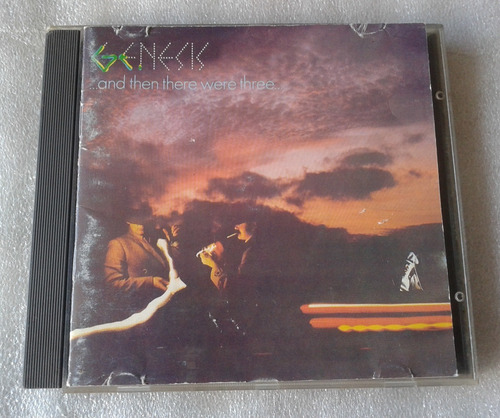 GENESIS
...and then there were three...